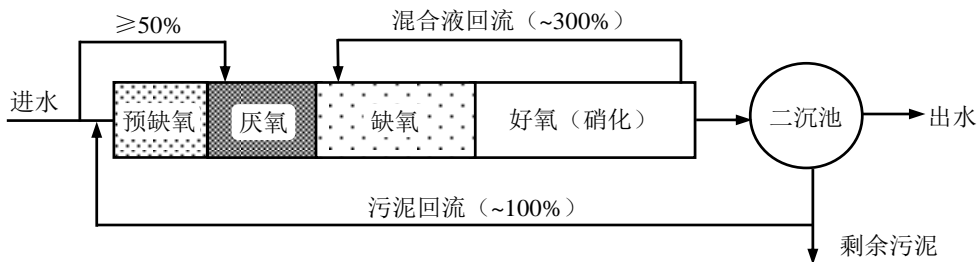 ≥50%
混合液回流（~300%）
进水
预缺氧
厌氧
缺氧
好氧（硝化）
二沉池
出水
污泥回流（~100%）
剩余污泥